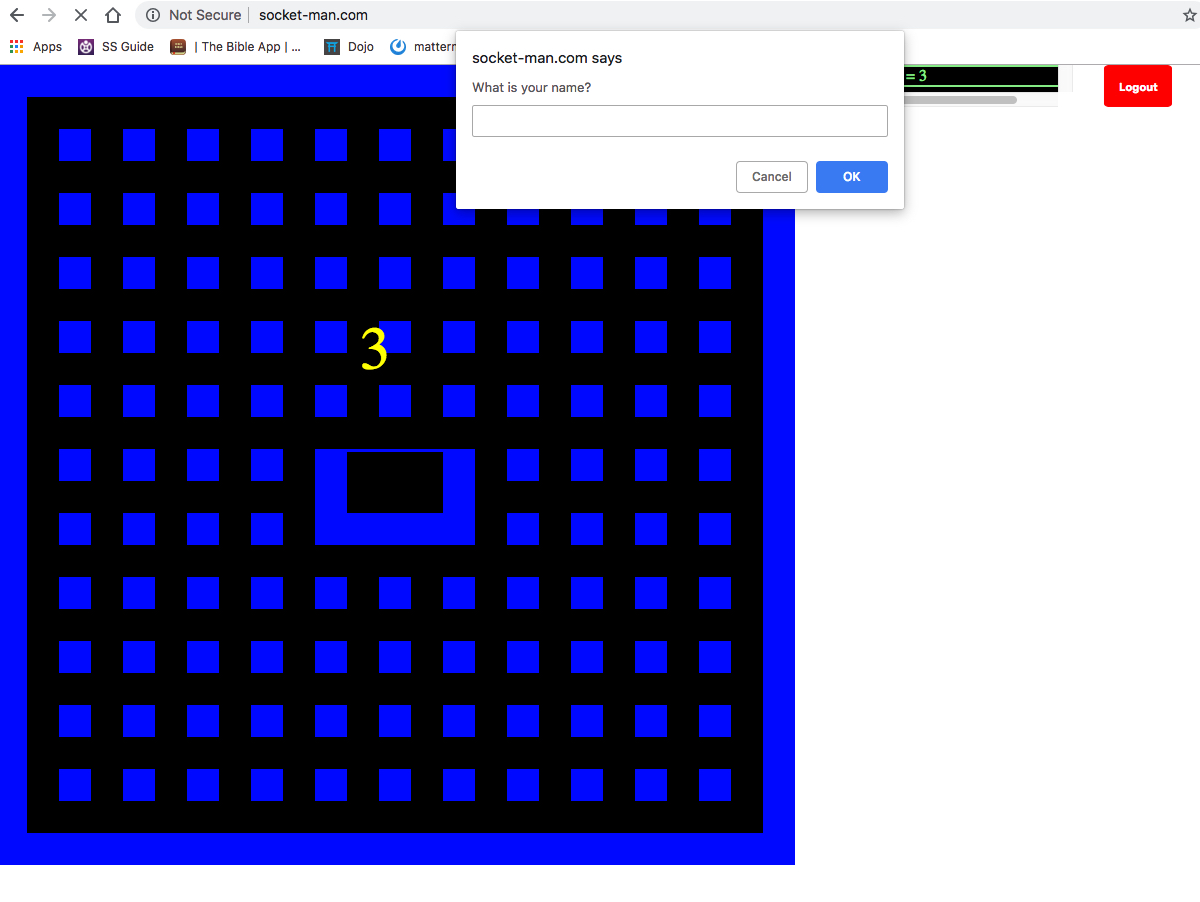 Not Secure socket-man.com
Apps SS Guide | The Bible App | ... Dojo matterm
socket-man.com says
What is your name?
Cancel OK
= 3
Logout
3